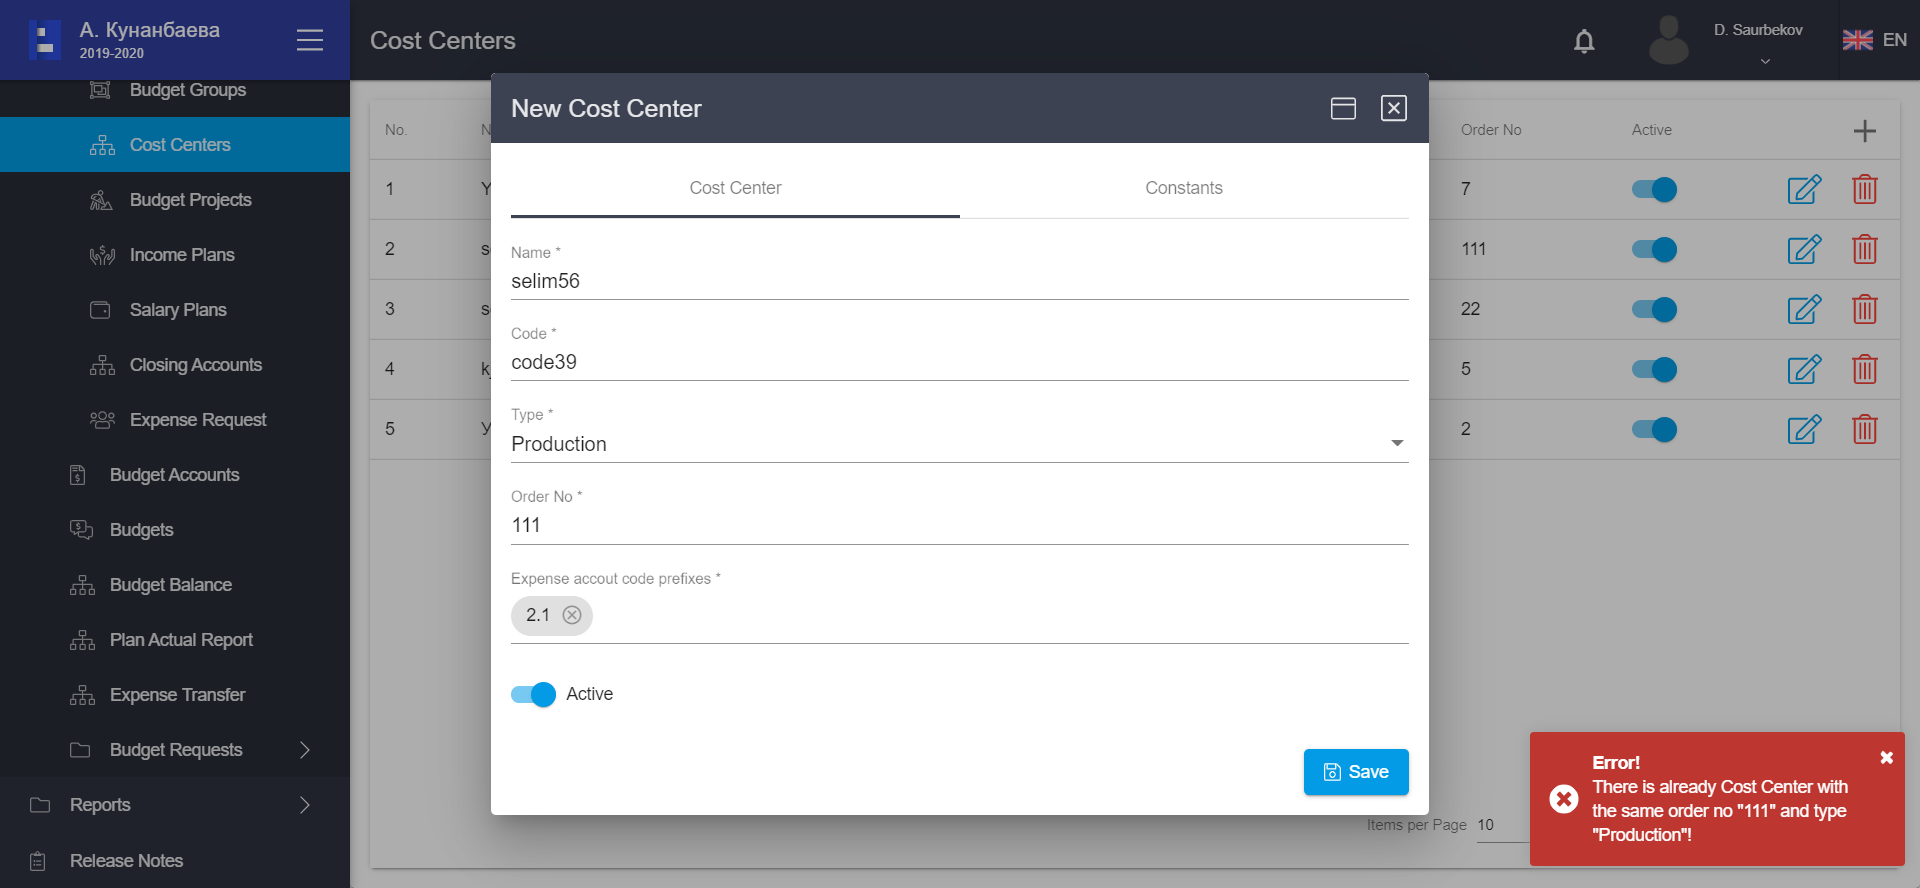 А. Кунанбаева
2019-2020
Cost Centers
D. Saurbekov
EN
Budget Groups
Cost Centers
Budget Projects
Income Plans
Salary Plans
Closing Accounts
Expense Request
Budget Accounts
Budgets
Budget Balance
Plan Actual Report
Expense Transfer
Budget Requests
Reports
Release Notes
No.
Order No
Active
1
7
2
111
3
22
4
5
5
2
Items per Page 10
New Cost Center
Cost Center
Constants
Name *
selim56
Code *
code39
Type *
Production
Order No *
111
Expense accout code prefixes *
2.1
Active
Save
Error!
There is already Cost Center with
the same order no "111" and type
"Production"!